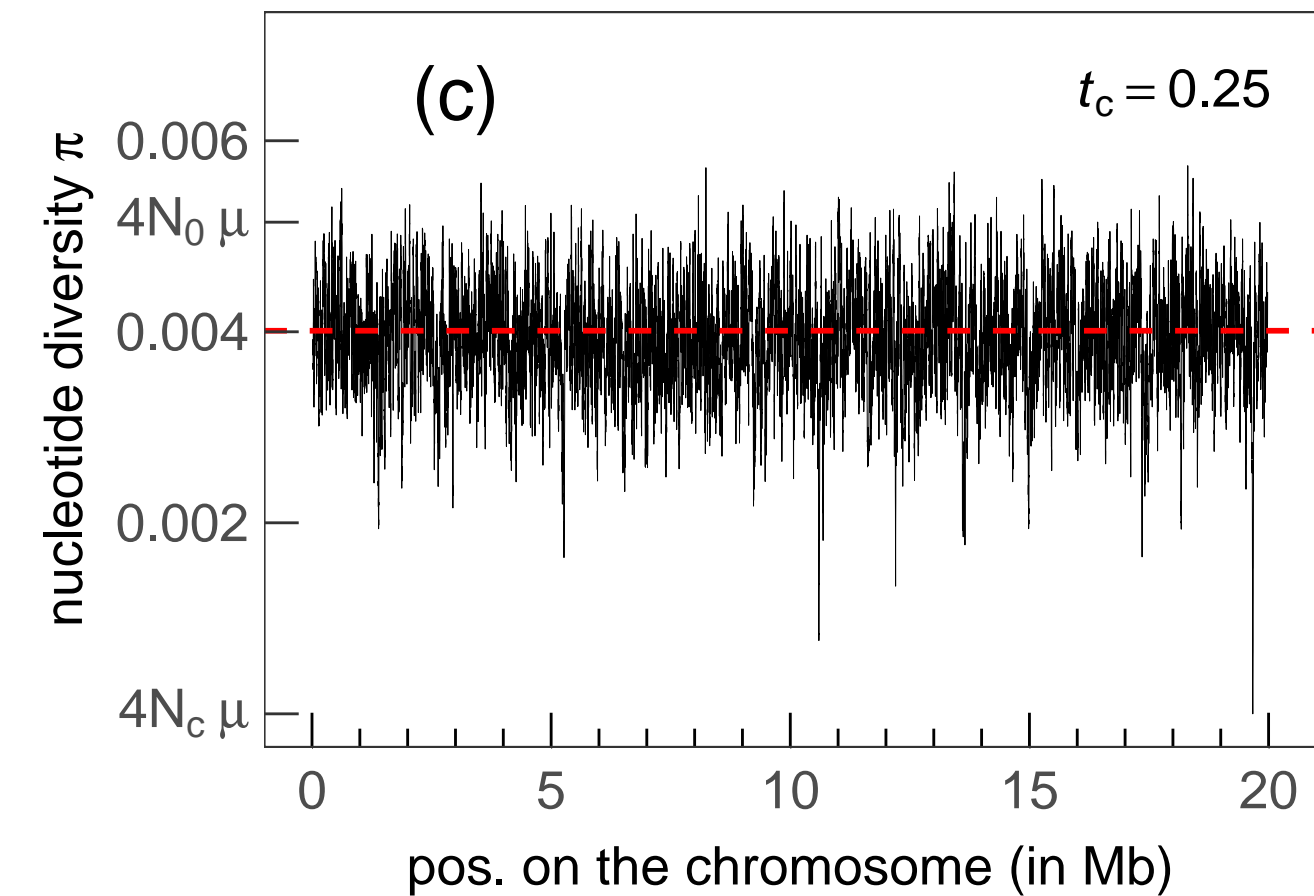 (c)
t_c = 0.25
nucleotide diversity π
0.006
4N₀ μ
0.004
0.002
4N_c μ
0 5 10 15 20
pos. on the chromosome (in Mb)